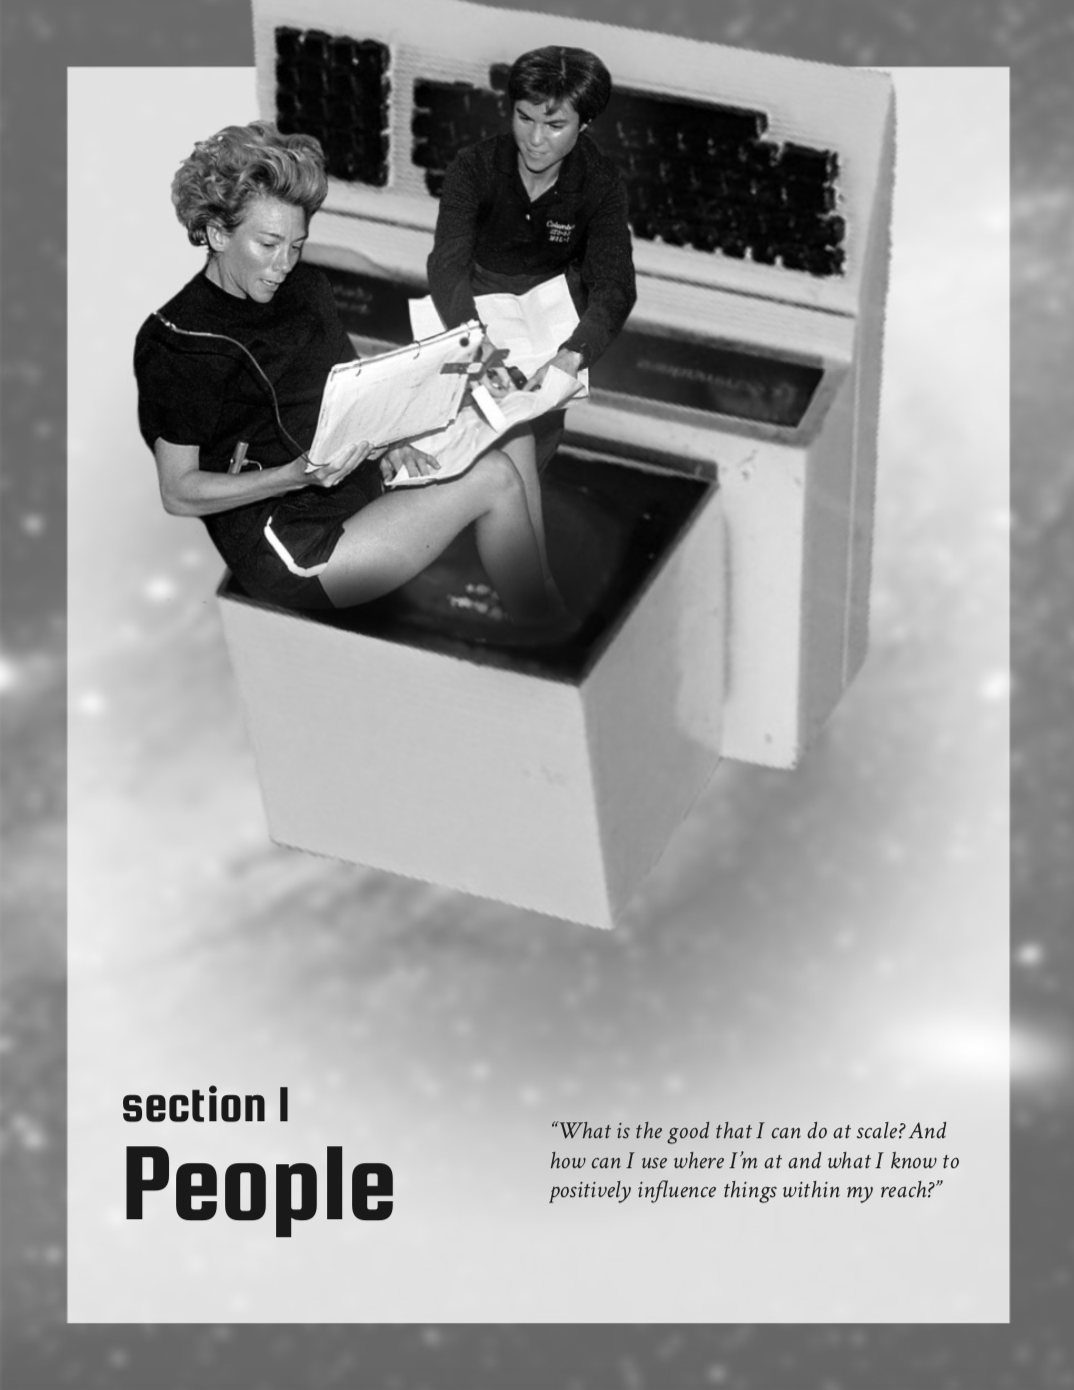 section I
People
“What is the good that I can do at scale? And
how can I use where I’m at and what I know to
positively influence things within my reach?”